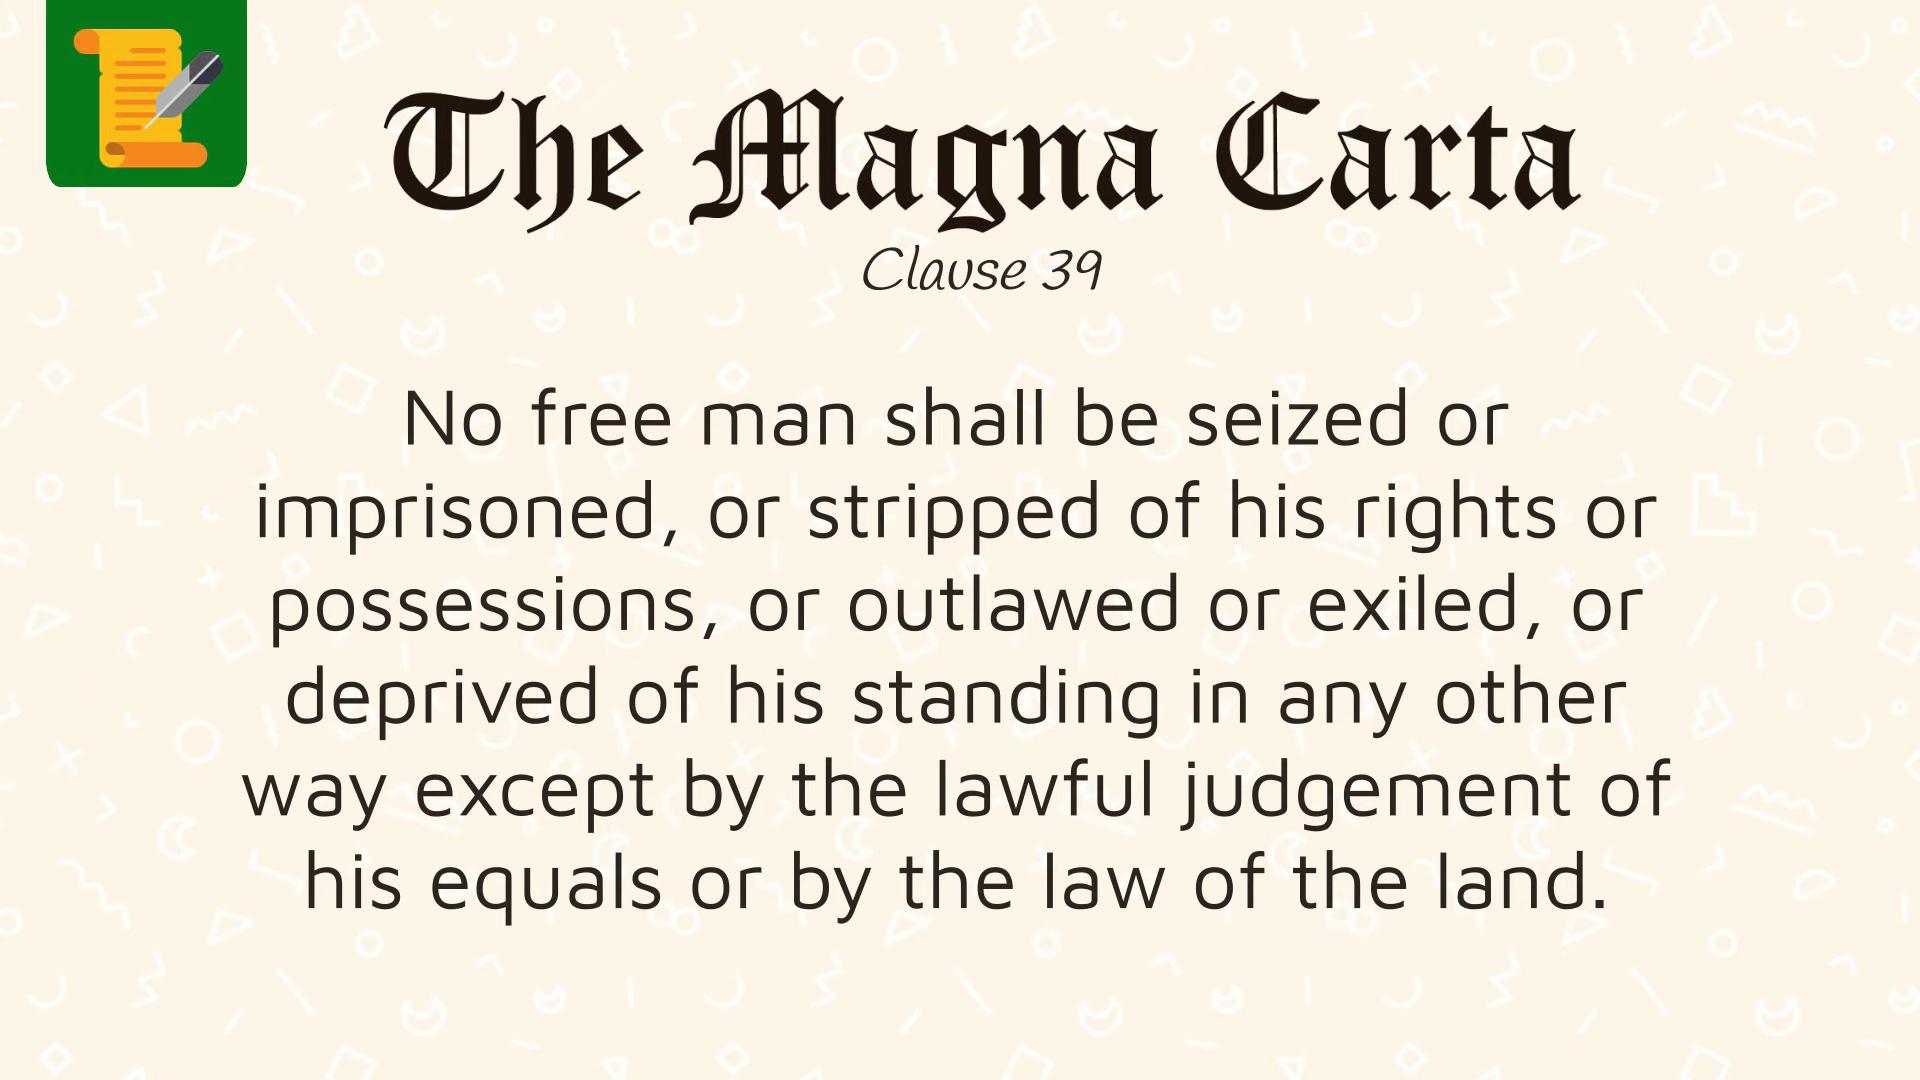 The Magna Carta
Clause 39
No free man shall be seized or
imprisoned, or stripped of his rights or
possessions, or outlawed or exiled, or
deprived of his standing in any other
way except by the lawful judgement of
his equals or by the law of the land.